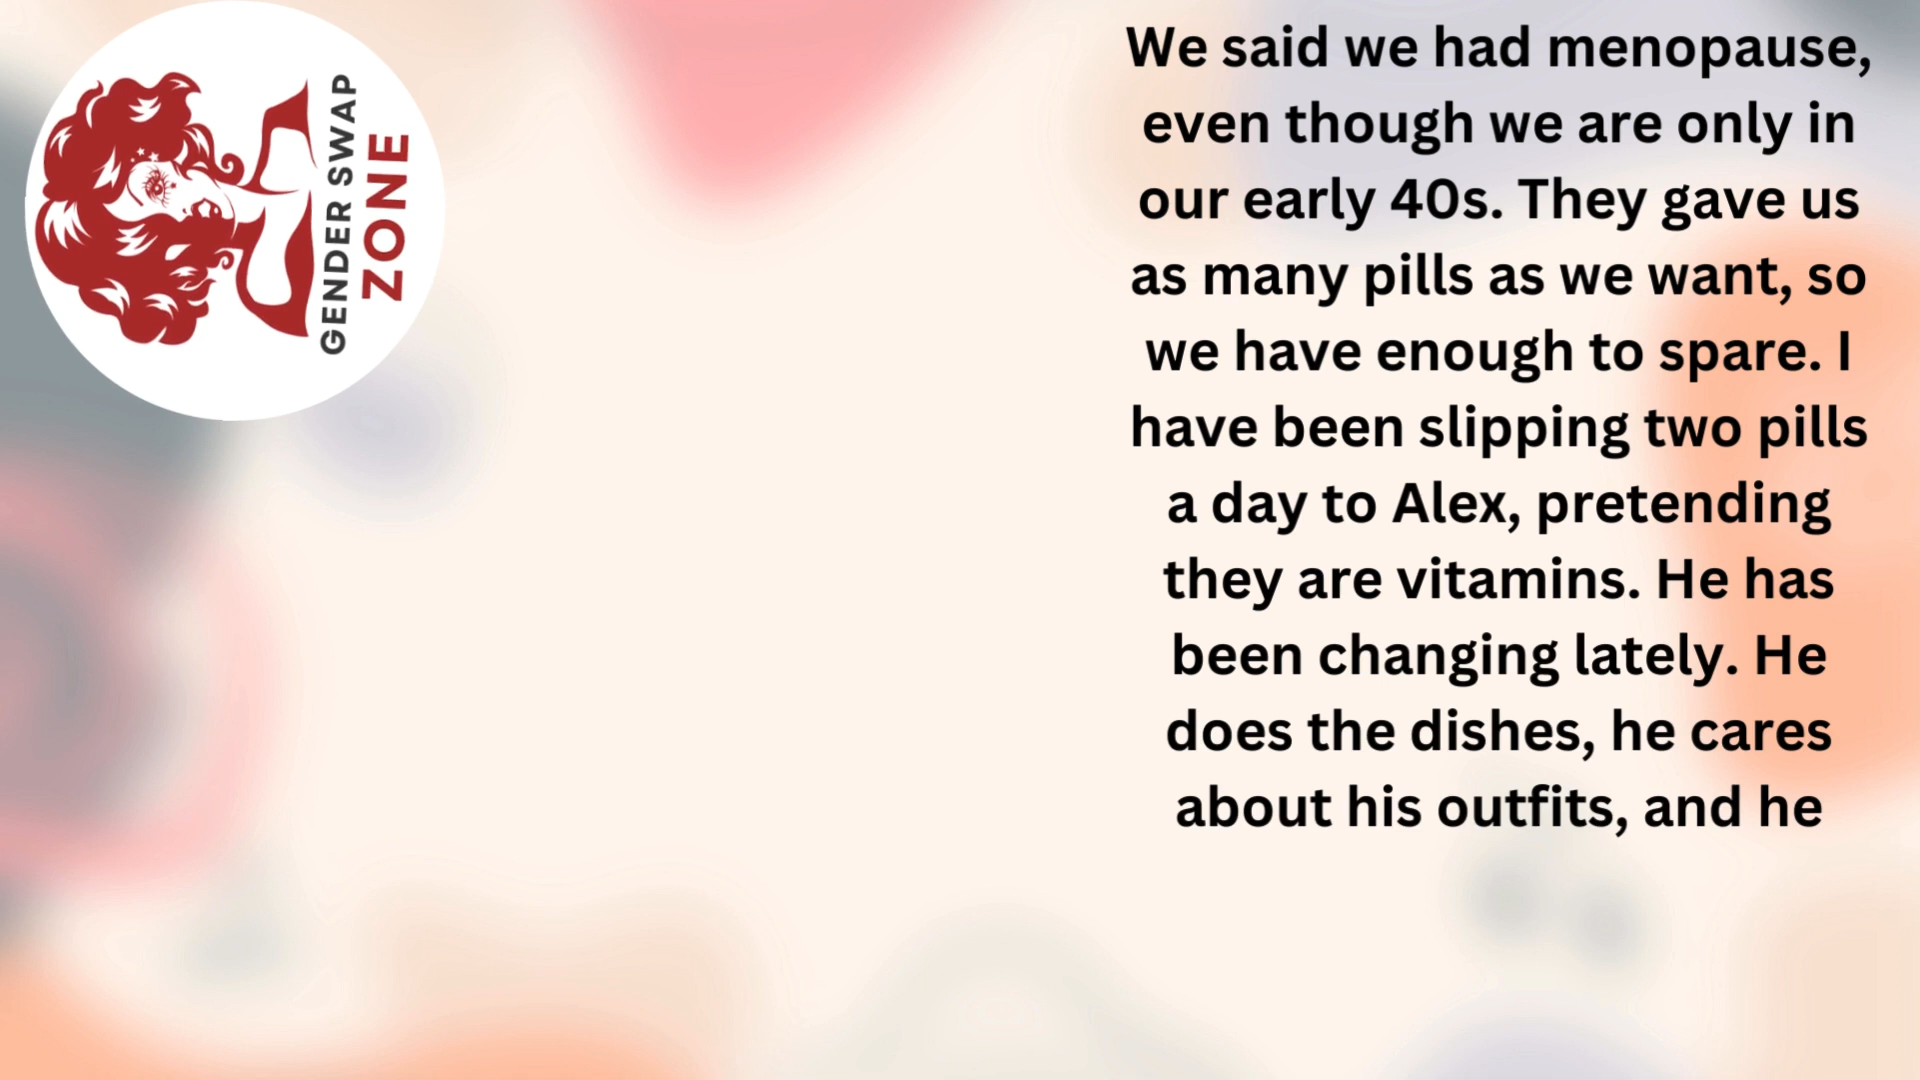 GENDER SWAP
ZONE
We said we had menopause,
even though we are only in
our early 40s. They gave us
as many pills as we want, so
we have enough to spare. I
have been slipping two pills
a day to Alex, pretending
they are vitamins. He has
been changing lately. He
does the dishes, he cares
about his outfits, and he